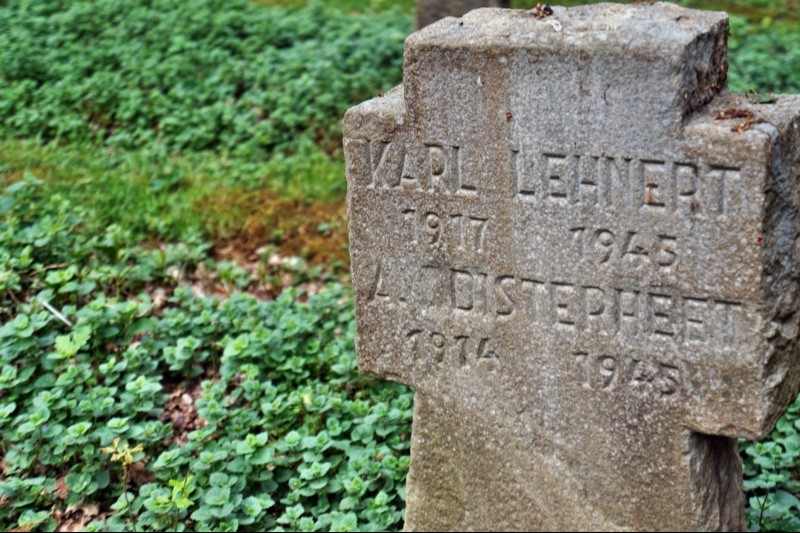 KARL LEHNERT
1917 1945
DISTERHEFT
1914 1945